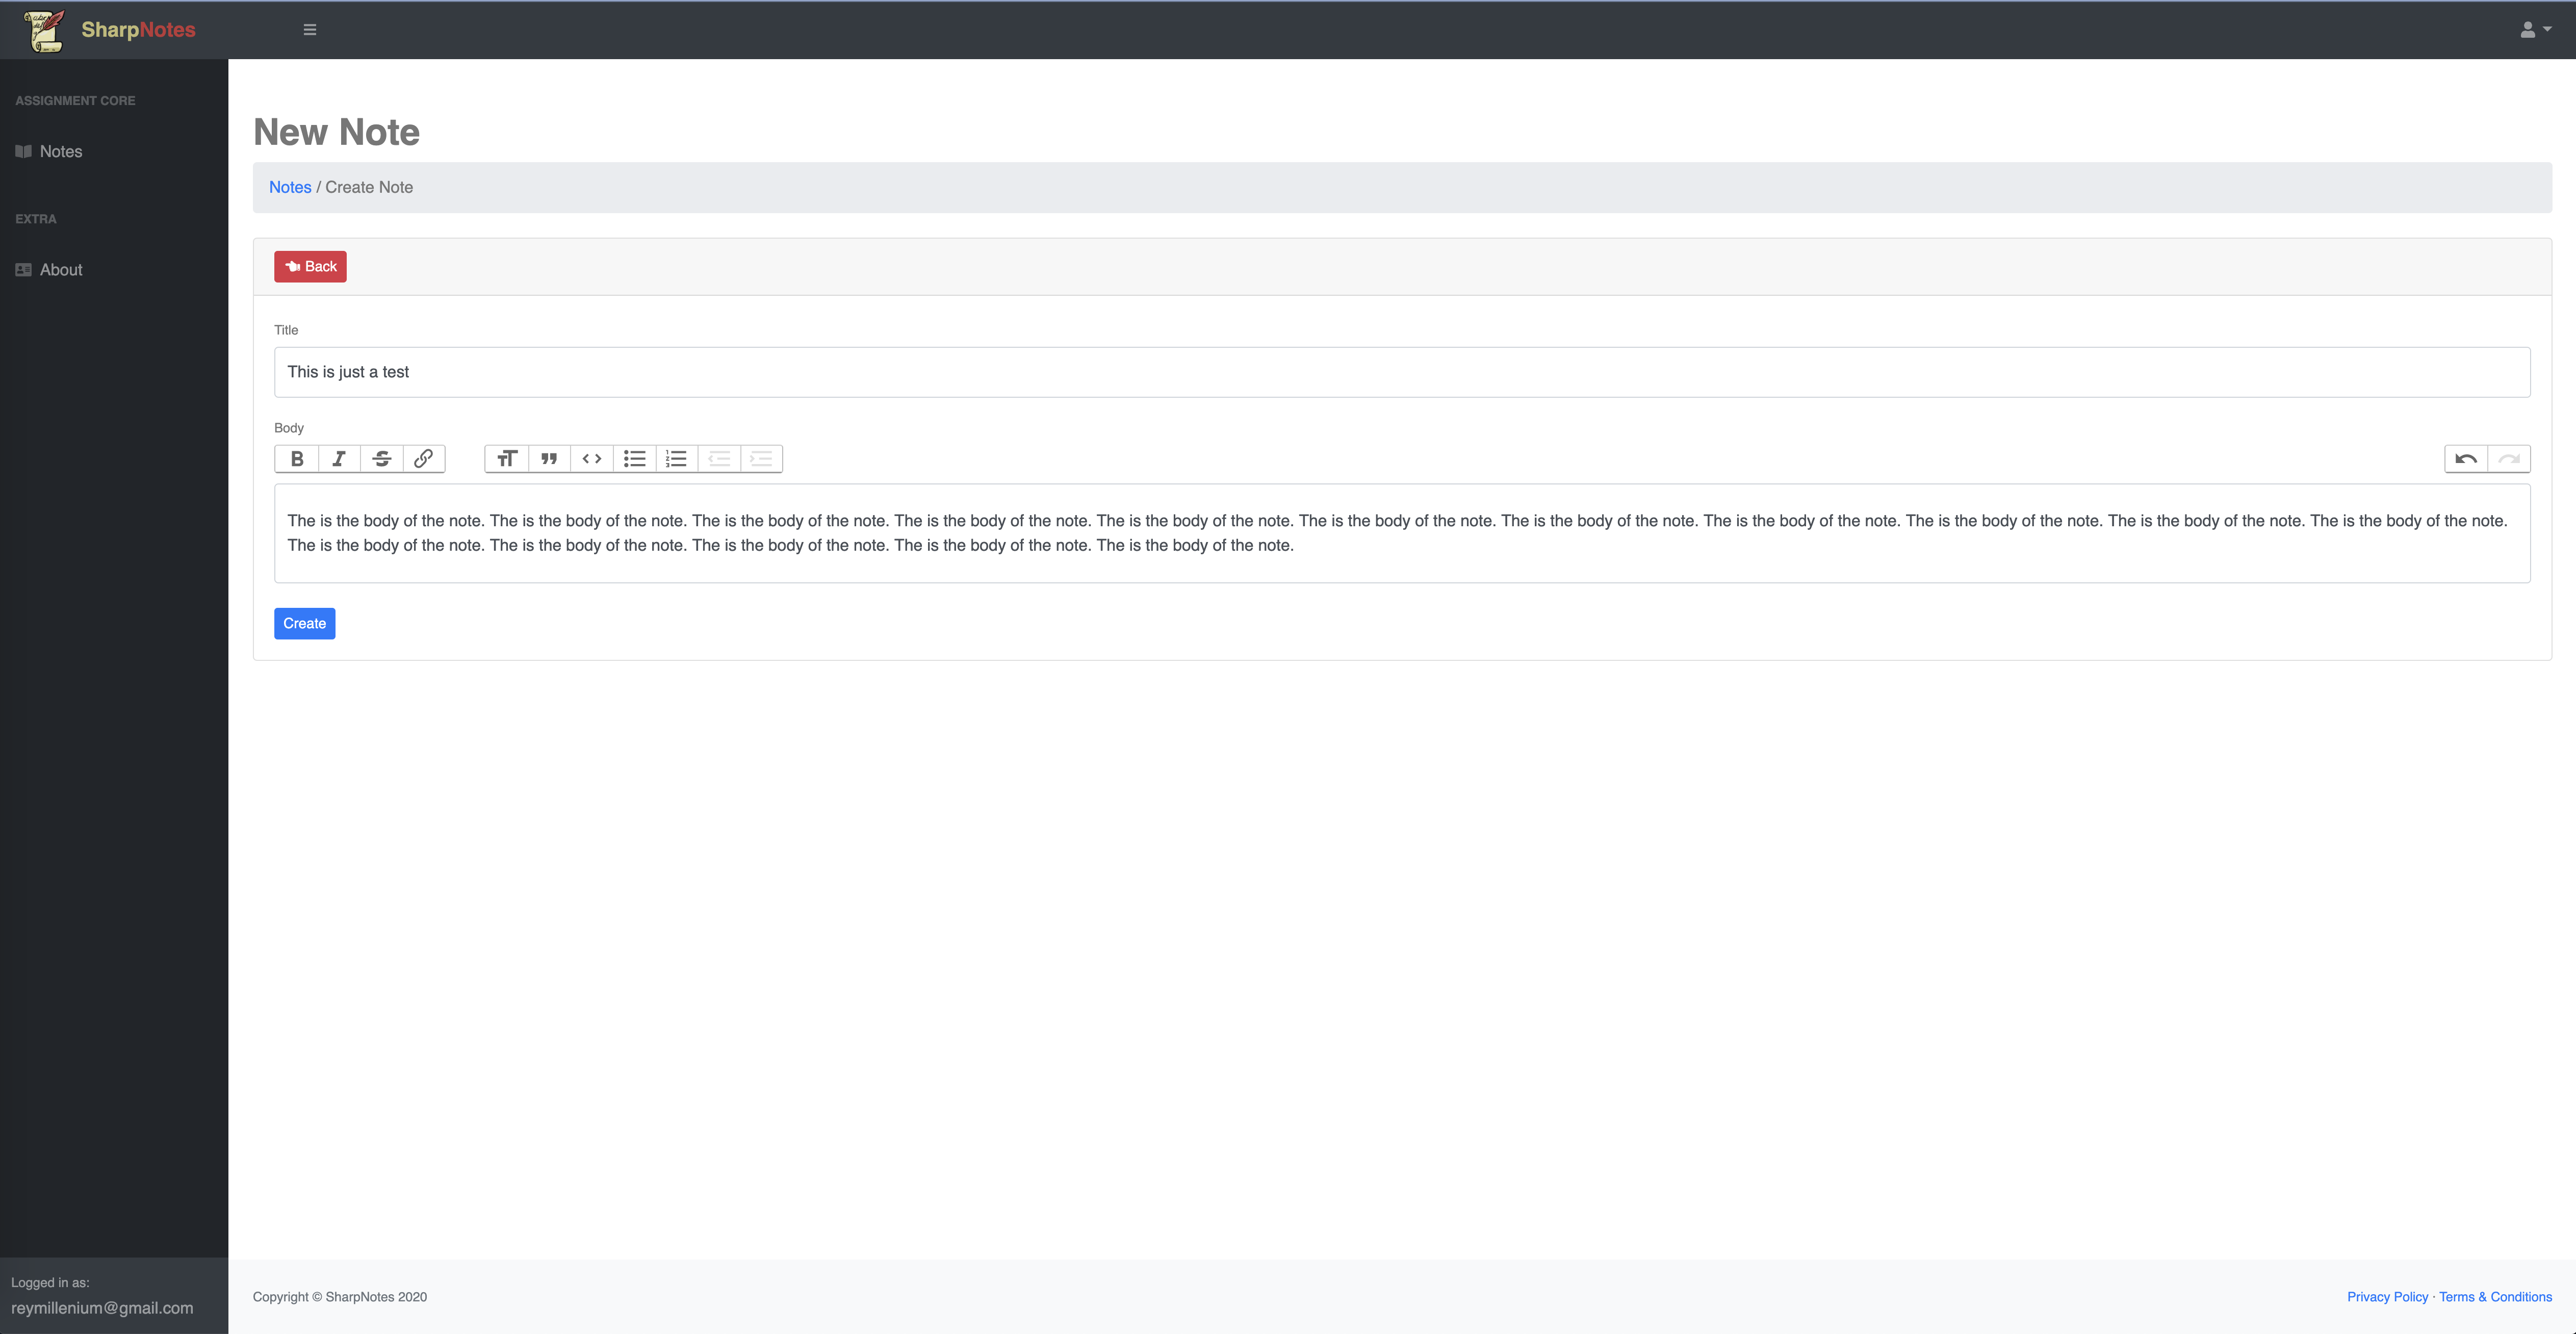 SharpNotes
ASSIGNMENT CORE
Notes
EXTRA
About
New Note
Notes / Create Note
Back
Title
This is just a test
Body
The is the body of the note. The is the body of the note. The is the body of the note. The is the body of the note. The is the body of the note. The is the body of the note. The is the body of the note. The is the body of the note. The is the body of the note. The is the body of the note. The is the body of the note.
The is the body of the note. The is the body of the note. The is the body of the note. The is the body of the note. The is the body of the note.
Create
Logged in as:
reymillenium@gmail.com
Copyright © SharpNotes 2020
Privacy Policy · Terms & Conditions